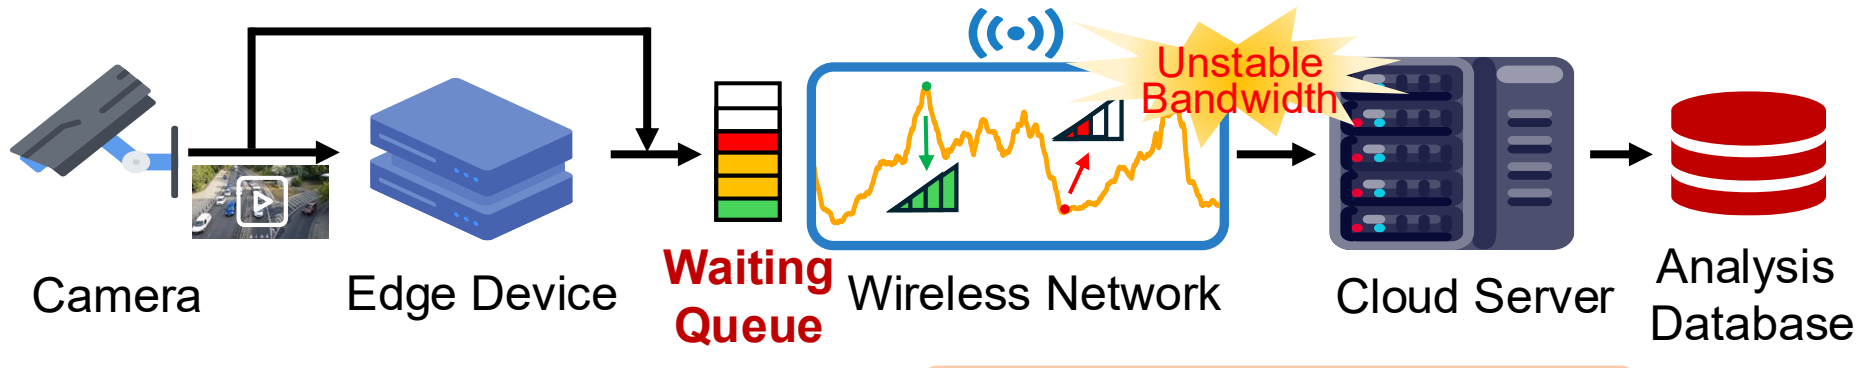 Unstable
Bandwidth
Camera
Edge Device
Waiting
Queue
Wireless Network
Cloud Server
Analysis
Database